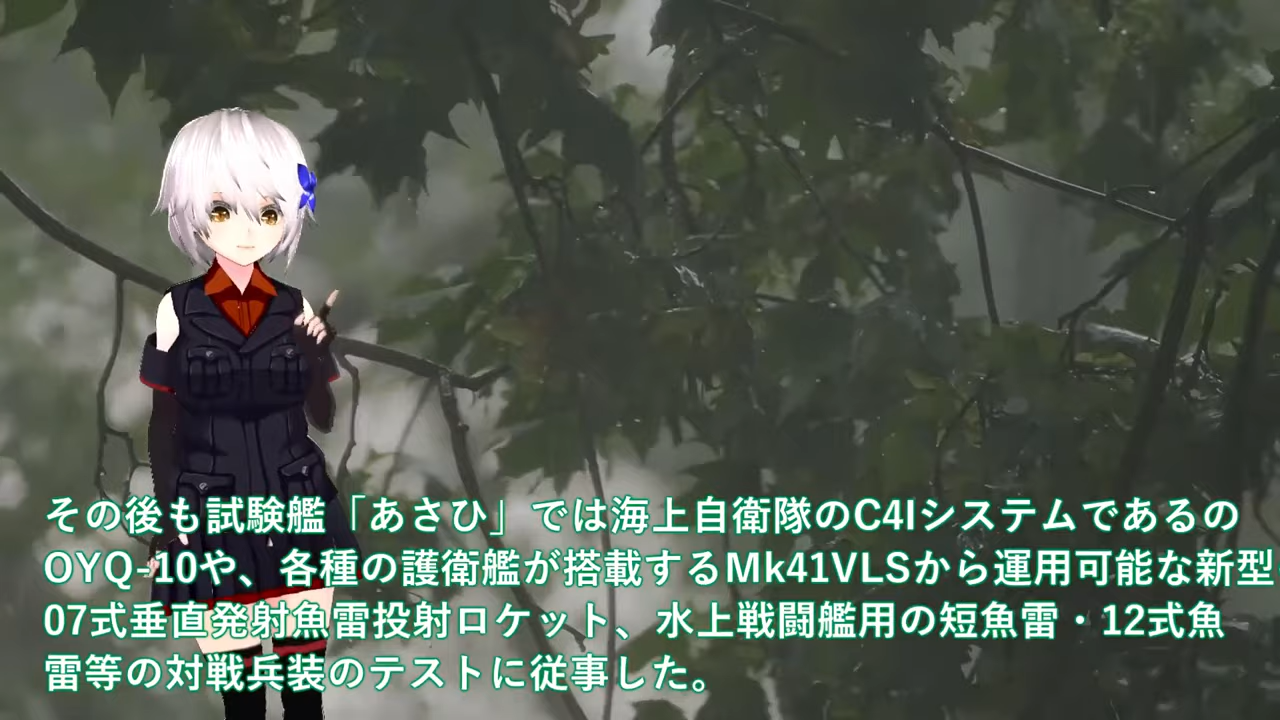 その後も試験艦「あさひ」では海上自衛隊のC4Iシステムであるの
OYQ-10や、各種の護衛艦が搭載するMk41VLSから運用可能な新型
07式垂直発射魚雷投射ロケット、水上戦闘艦用の短魚雷・12式魚
雷等の対戦兵装のテストに従事した。